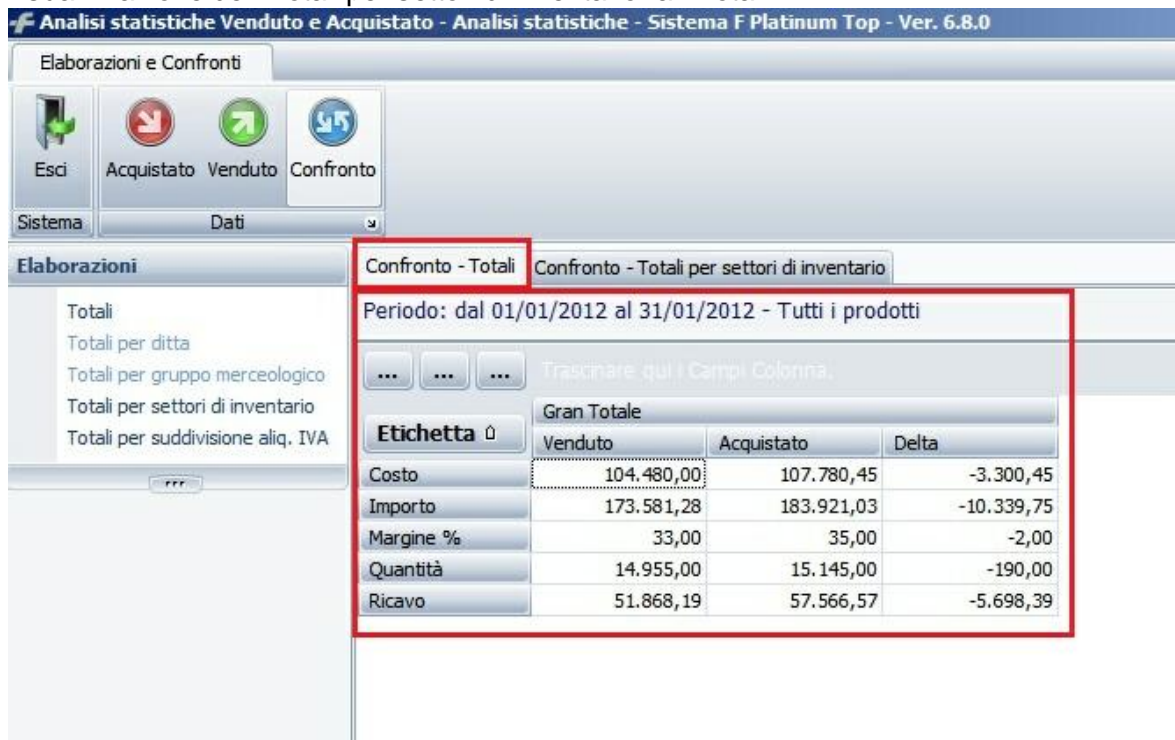 Analisi statistiche Venduto e Acquistato - Analisi statistiche - Sistema F Platinum Top - Ver. 6.8.0
Elaborazioni e Confronti
Esci Acquistato Venduto Confronto
Sistema Dati
Elaborazioni
Totali
Totali per ditta
Totali per gruppo merceologico
Totali per settori di inventario
Totali per suddivisione aliq. IVA
Confronto - Totali Confronto - Totali per settori di inventario
Periodo: dal 01/01/2012 al 31/01/2012 - Tutti i prodotti
... ... ... Trascinare qui i Campi Colonna.
Etichetta Gran Totale
Venduto Acquistato Delta
Costo 104.480,00 107.780,45 -3.300,45
Importo 173.581,28 183.921,03 -10.339,75
Margine % 33,00 35,00 -2,00
Quantità 14.955,00 15.145,00 -190,00
Ricavo 51.868,19 57.566,57 -5.698,39